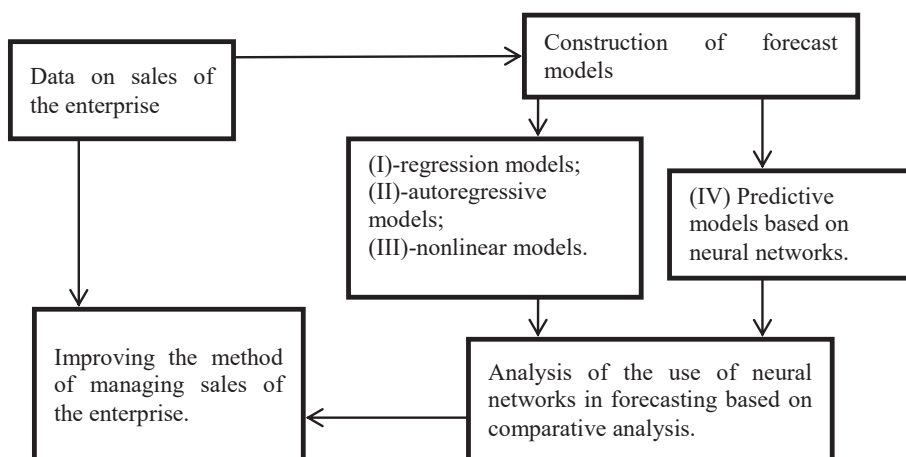 Data on sales of
the enterprise
Construction of forecast
models
(I)-regression models;
(II)-autoregressive
models;
(III)-nonlinear models.
(IV) Predictive
models based on
neural networks.
Improving the method
of managing sales of
the enterprise.
Analysis of the use of neural
networks in forecasting based on
comparative analysis.